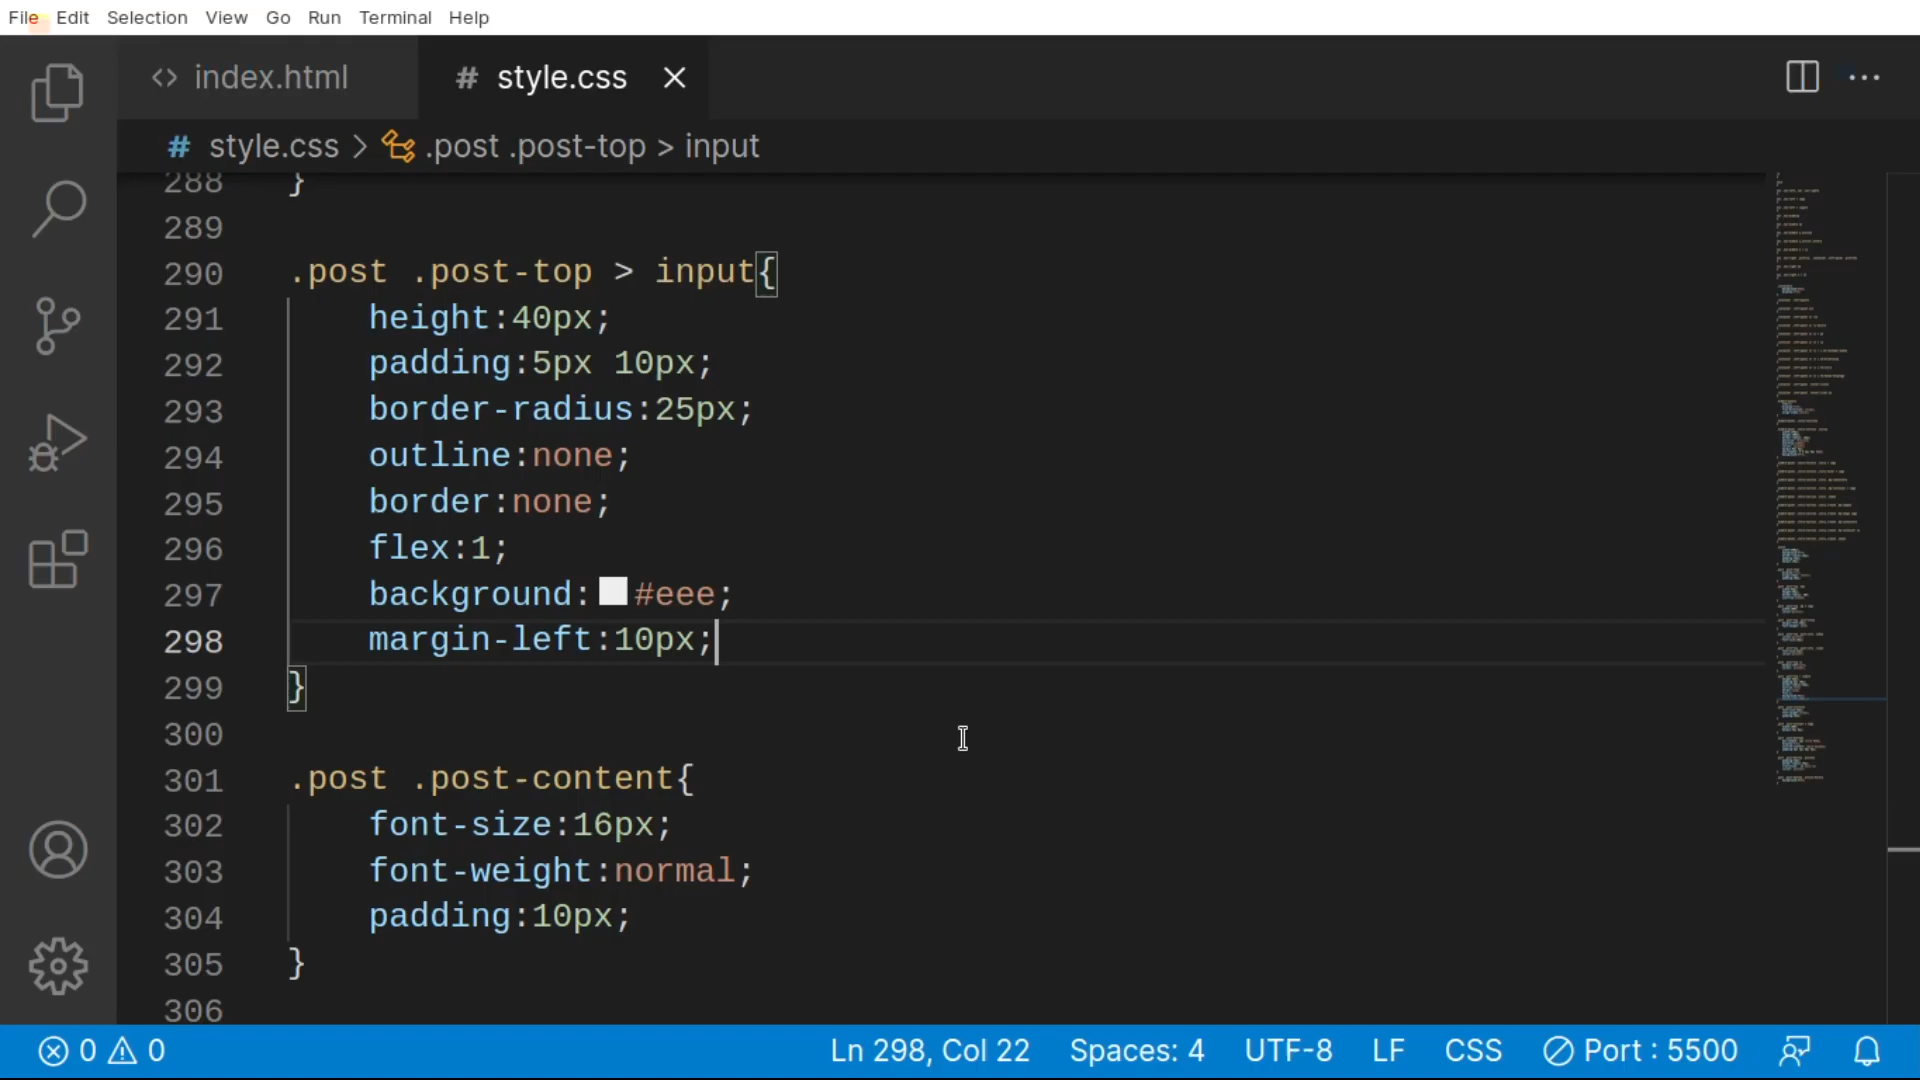 File Edit Selection View Go Run Terminal Help
<> index.html # style.css
# style.css > .post .post-top > input
288 }
289
290 .post .post-top > input{
291 height:40px;
292 padding:5px 10px;
293 border-radius:25px;
294 outline:none;
295 border:none;
296 flex:1;
297 background:#eee;
298 margin-left:10px;
299 }
300
301 .post .post-content{
302 font-size:16px;
303 font-weight:normal;
304 padding:10px;
305 }
306
0 0 Ln 298, Col 22 Spaces: 4 UTF-8 LF CSS Port : 5500